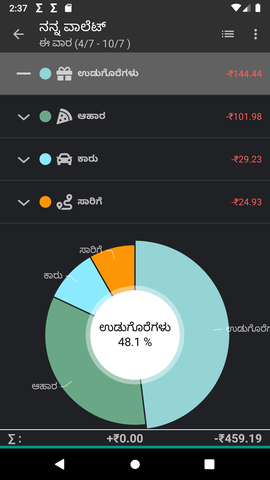 2:37
ನನ್ನ ವಾಲೆಟ್
ಈ ವಾರ (4/7 - 10/7 )
ಉಡುಗೊರೆಗಳು -₹144.44
ಆಹಾರ -₹101.98
ಕಾರು -₹29.23
ಸಾರಿಗೆ -₹24.93
ಸಾರಿಗೆ
ಕಾರು
ಉಡುಗೊರೆಗಳು
48.1 %
ಆಹಾರ
∑ : +₹0.00 -₹459.19